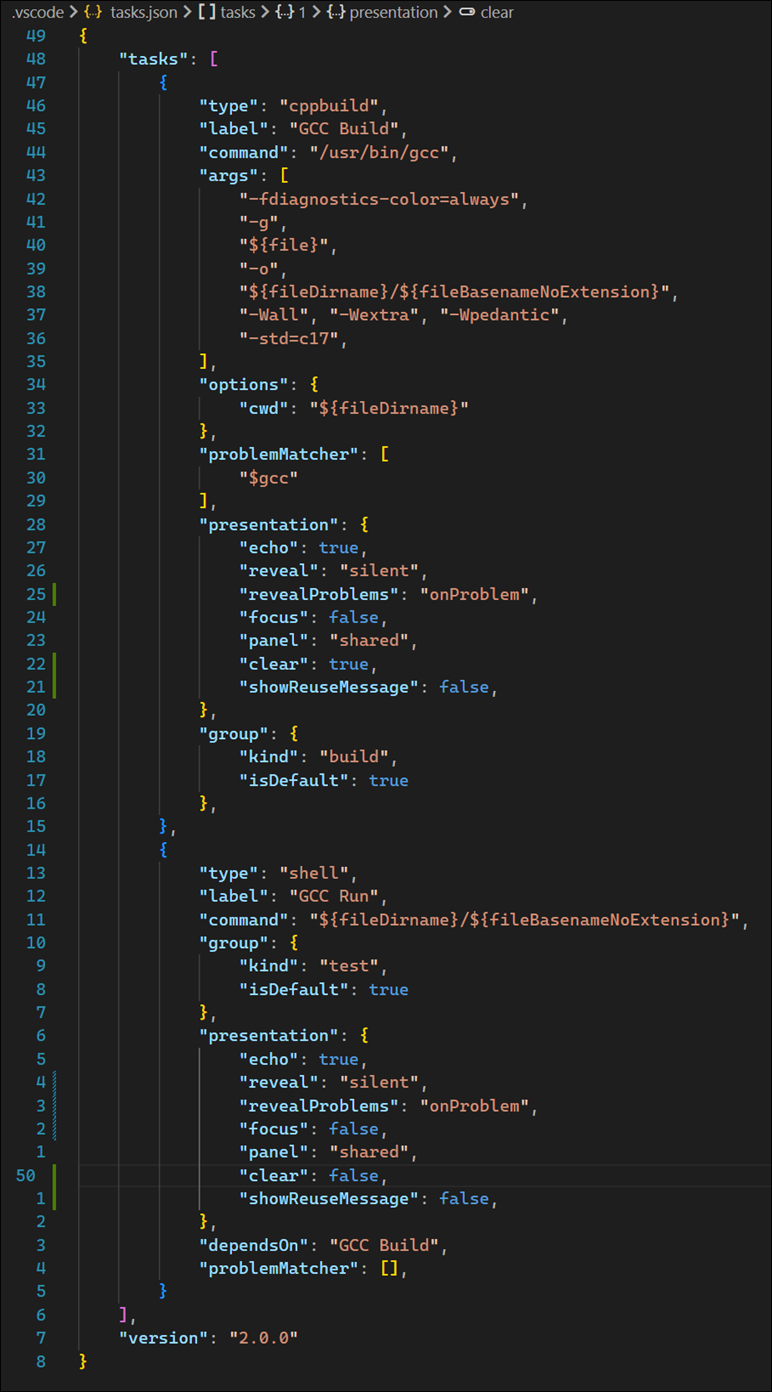 .vscode > {..} tasks.json > [ ] tasks > {..} 1 > {..} presentation > clear
49 {
48     "tasks": [
47         {
46             "type": "cppbuild",
45             "label": "GCC Build",
44             "command": "/usr/bin/gcc",
43             "args": [
42                 "-fdiagnostics-color=always",
41                 "-g",
40                 "${file}",
39                 "-o",
38                 "${fileDirname}/${fileBasenameNoExtension}",
37                 "-Wall", "-Wextra", "-Wpedantic",
36                 "-std=c17",
35             ],
34             "options": {
33                 "cwd": "${fileDirname}"
32             },
31             "problemMatcher": [
30                 "$gcc"
29             ],
28             "presentation": {
27                 "echo": true,
26                 "reveal": "silent",
25                 "revealProblems": "onProblem",
24                 "focus": false,
23                 "panel": "shared",
22                 "clear": true,
21                 "showReuseMessage": false,
20             },
19             "group": {
18                 "kind": "build",
17                 "isDefault": true
16             },
15         },
14         {
13             "type": "shell",
12             "label": "GCC Run",
11             "command": "${fileDirname}/${fileBasenameNoExtension}",
10             "group": {
9                 "kind": "test",
8                 "isDefault": true
7             },
6             "presentation": {
5                 "echo": true,
4                 "reveal": "silent",
3                 "revealProblems": "onProblem",
2                 "focus": false,
1                 "panel": "shared",
50                 "clear": false,
1                 "showReuseMessage": false,
2             },
3             "dependsOn": "GCC Build",
4             "problemMatcher": [],
5         }
6     ],
7     "version": "2.0.0"
8 }